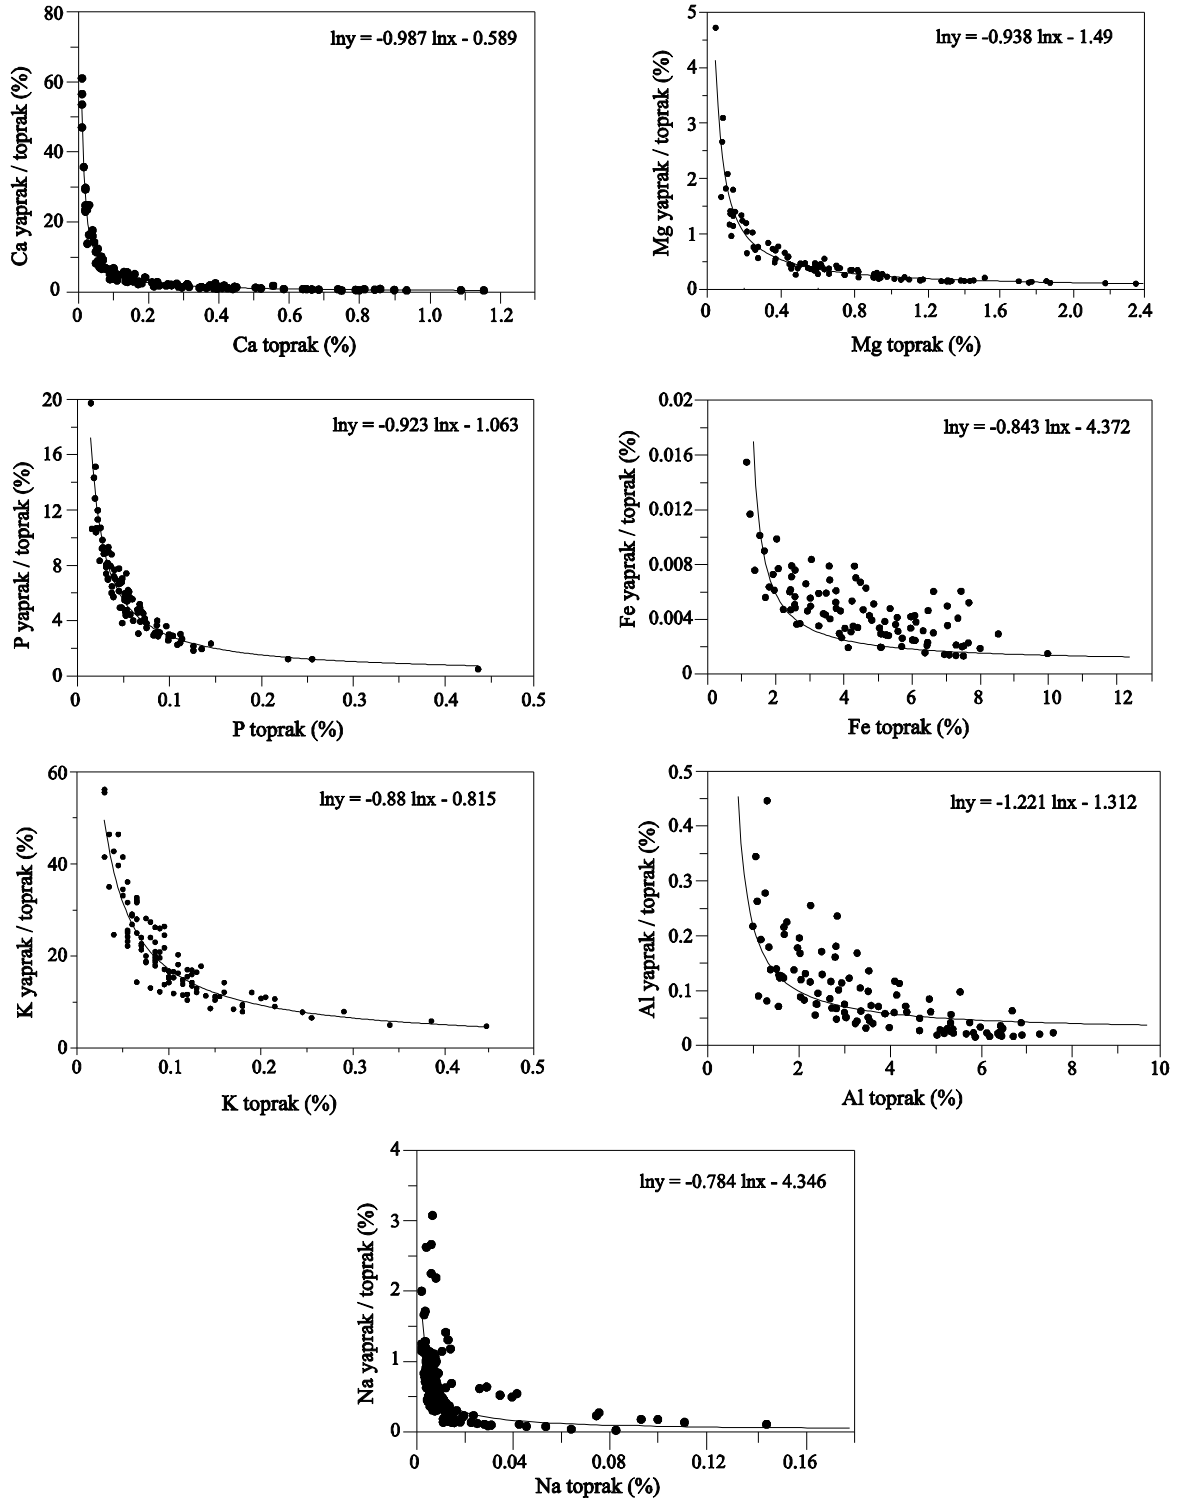 80
60
40
20
0
Ca yaprak / toprak (%)
lny = -0.987 lnx - 0.589
0 0.2 0.4 0.6 0.8 1.0 1.2
Ca toprak (%)
5
4
3
2
1
0
Mg yaprak / toprak (%)
lny = -0.938 lnx - 1.49
0 0.4 0.8 1.2 1.6 2.0 2.4
Mg toprak (%)
20
16
12
8
4
0
P yaprak / toprak (%)
lny = -0.923 lnx - 1.063
0 0.1 0.2 0.3 0.4 0.5
P toprak (%)
0.02
0.016
0.012
0.008
0.004
0
Fe yaprak / toprak (%)
lny = -0.843 lnx - 4.372
0 2 4 6 8 10 12
Fe toprak (%)
60
40
20
0
K yaprak / toprak (%)
lny = -0.88 lnx - 0.815
0 0.1 0.2 0.3 0.4 0.5
K toprak (%)
0.5
0.4
0.3
0.2
0.1
0
Al yaprak / toprak (%)
lny = -1.221 lnx - 1.312
0 2 4 6 8 10
Al toprak (%)
4
3
2
1
0
Na yaprak / toprak (%)
lny = -0.784 lnx - 4.346
0 0.04 0.08 0.12 0.16
Na toprak (%)